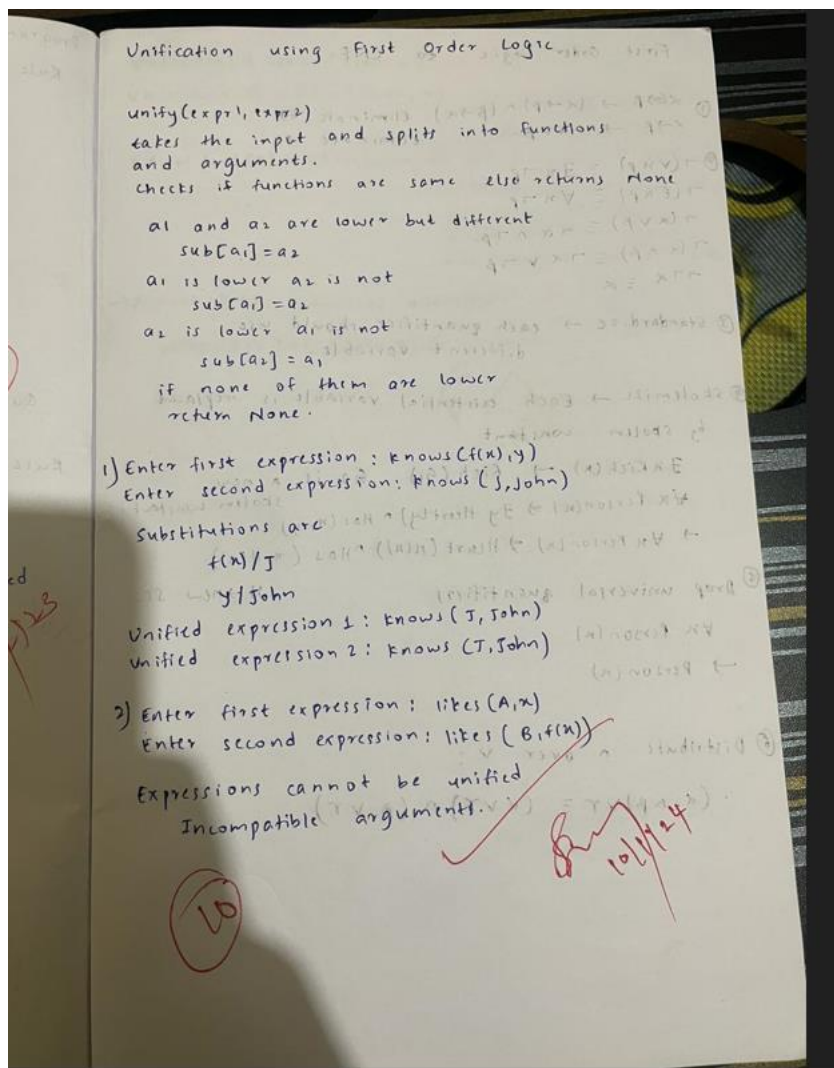 Unification using First Order Logic
unify(expr1, expr2)
takes the input and splits into functions
and arguments.
checks if functions are same else returns None
a1 and a2 are lower but different
sub[a1] = a2
a1 is lower a2 is not
sub[a1] = a2
a2 is lower a1 is not
sub[a2] = a1
if none of them are lower
return None.
1) Enter first expression : knows(f(x), y)
Enter second expression: knows(J, John)
Substitutions are
f(x)/J
y/John
Unified expression 1: knows(J, John)
Unified expression 2: knows (J, John)
2) Enter first expression : likes (A, x)
Enter second expression: likes (B, f(x))
Expressions cannot be unified
Incompatible arguments.
10